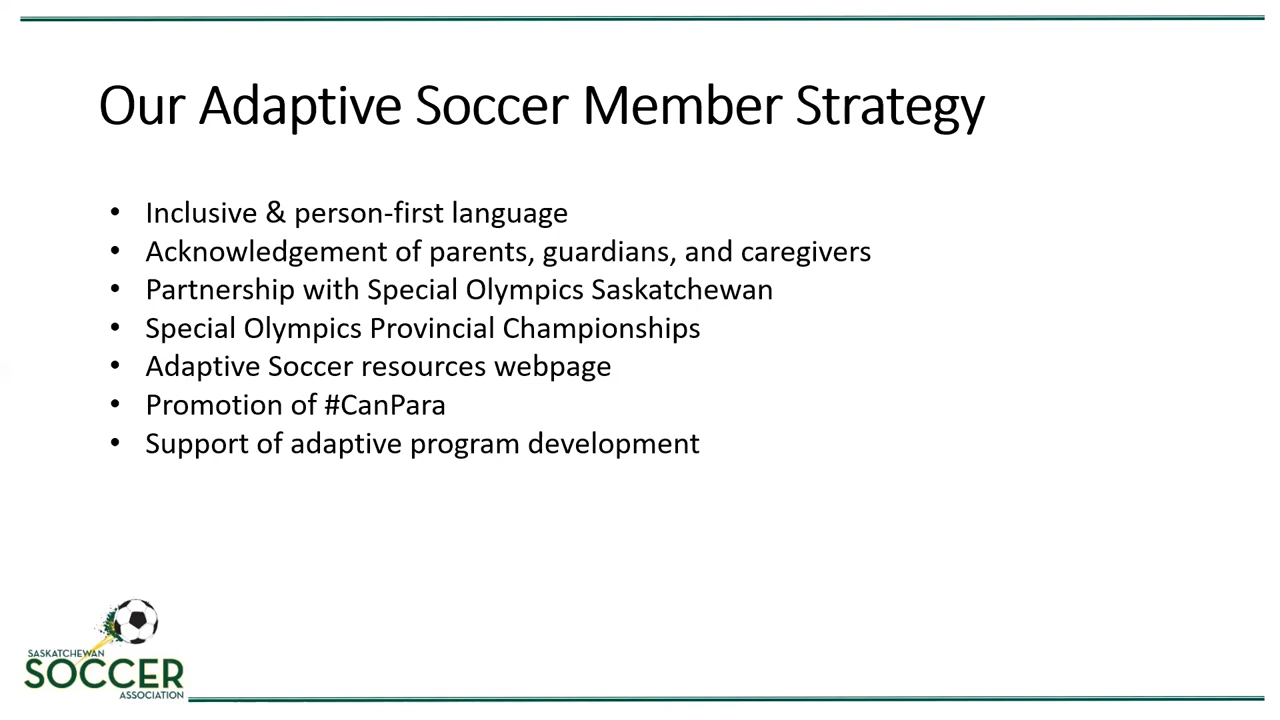 Our Adaptive Soccer Member Strategy
• Inclusive & person-first language
• Acknowledgement of parents, guardians, and caregivers
• Partnership with Special Olympics Saskatchewan
• Special Olympics Provincial Championships
• Adaptive Soccer resources webpage
• Promotion of #CanPara
• Support of adaptive program development
SASKATCHEWAN
SOCCER
ASSOCIATION